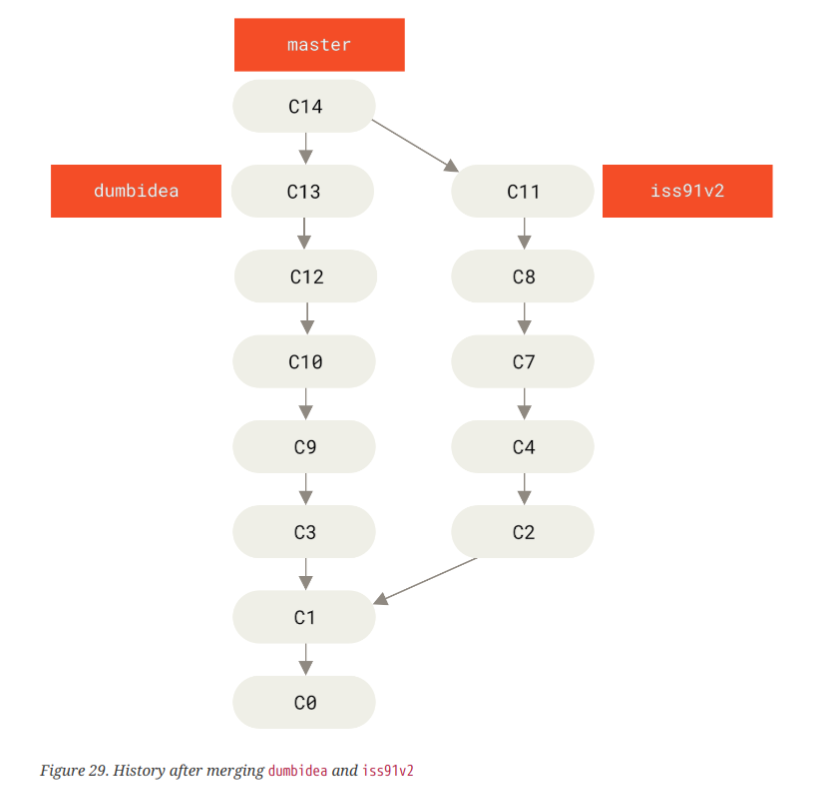 master
C14
dumbidea
C13
C11
iss91v2
C12
C8
C10
C7
C9
C4
C3
C2
C1
C0
Figure 29. History after merging dumbidea and iss91v2